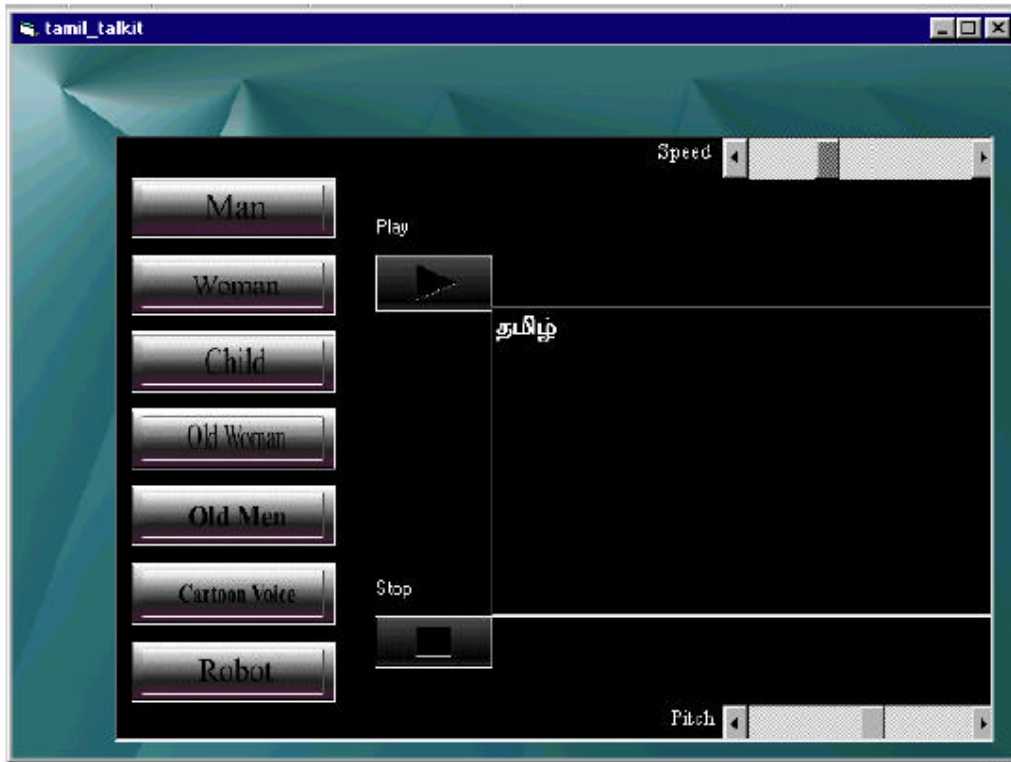 tamil_talkit
Speed
Man
Play
Woman
தமிழ்
Child
Old Woman
Old Men
Stop
Cartoon Voice
Robot
Pitch